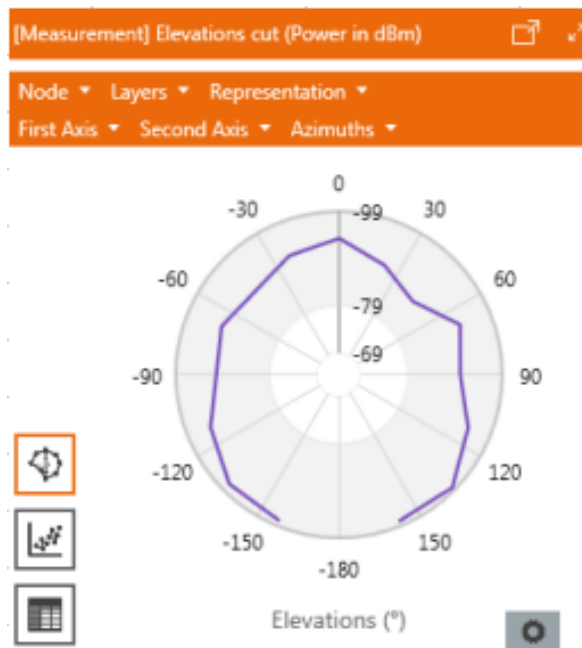 [Measurement] Elevations cut (Power in dBm)
Node Layers Representation
First Axis Second Axis Azimuths
0
-30 -99 30
-60 60
-79
-69
-90 90
-120 120
-150 150
-180
Elevations (°)